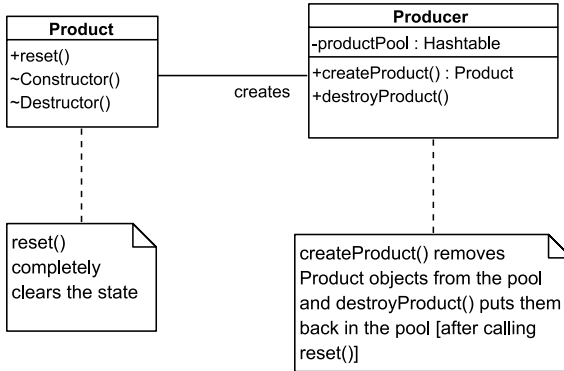 Product
+reset()
~Constructor()
~Destructor()
creates
Producer
-productPool : Hashtable
+createProduct() : Product
+destroyProduct()
reset()
completely
clears the state
createProduct() removes
Product objects from the pool
and destroyProduct() puts them
back in the pool [after calling
reset()]